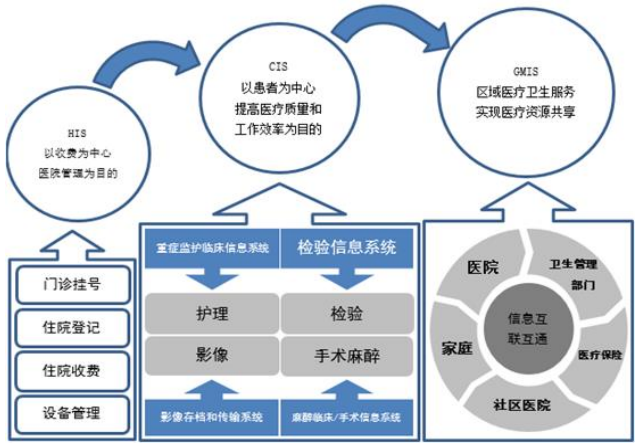 HIS
以收费为中心
医院管理为目的
CIS
以患者为中心
提高医疗质量和
工作效率为目的
GMIS
区域医疗卫生服务
实现医疗资源共享
门诊挂号
住院登记
住院收费
设备管理
重症监护临床信息系统
检验信息系统
护理
检验
影像
手术麻醉
影像存档和传输系统
麻醉临床/手术信息系统
医院
卫生管理
部门
家庭
信息互
联互通
医疗保险
社区医院